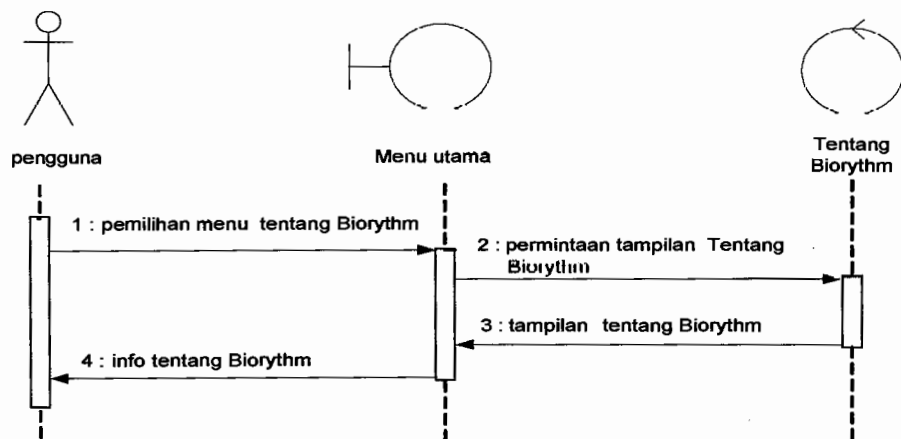 pengguna
Menu utama
Tentang
Biorythm
1 : pemilihan menu tentang Biorythm
2 : permintaan tampilan Tentang
Biorythm
3 : tampilan tentang Biorythm
4 : info tentang Biorythm